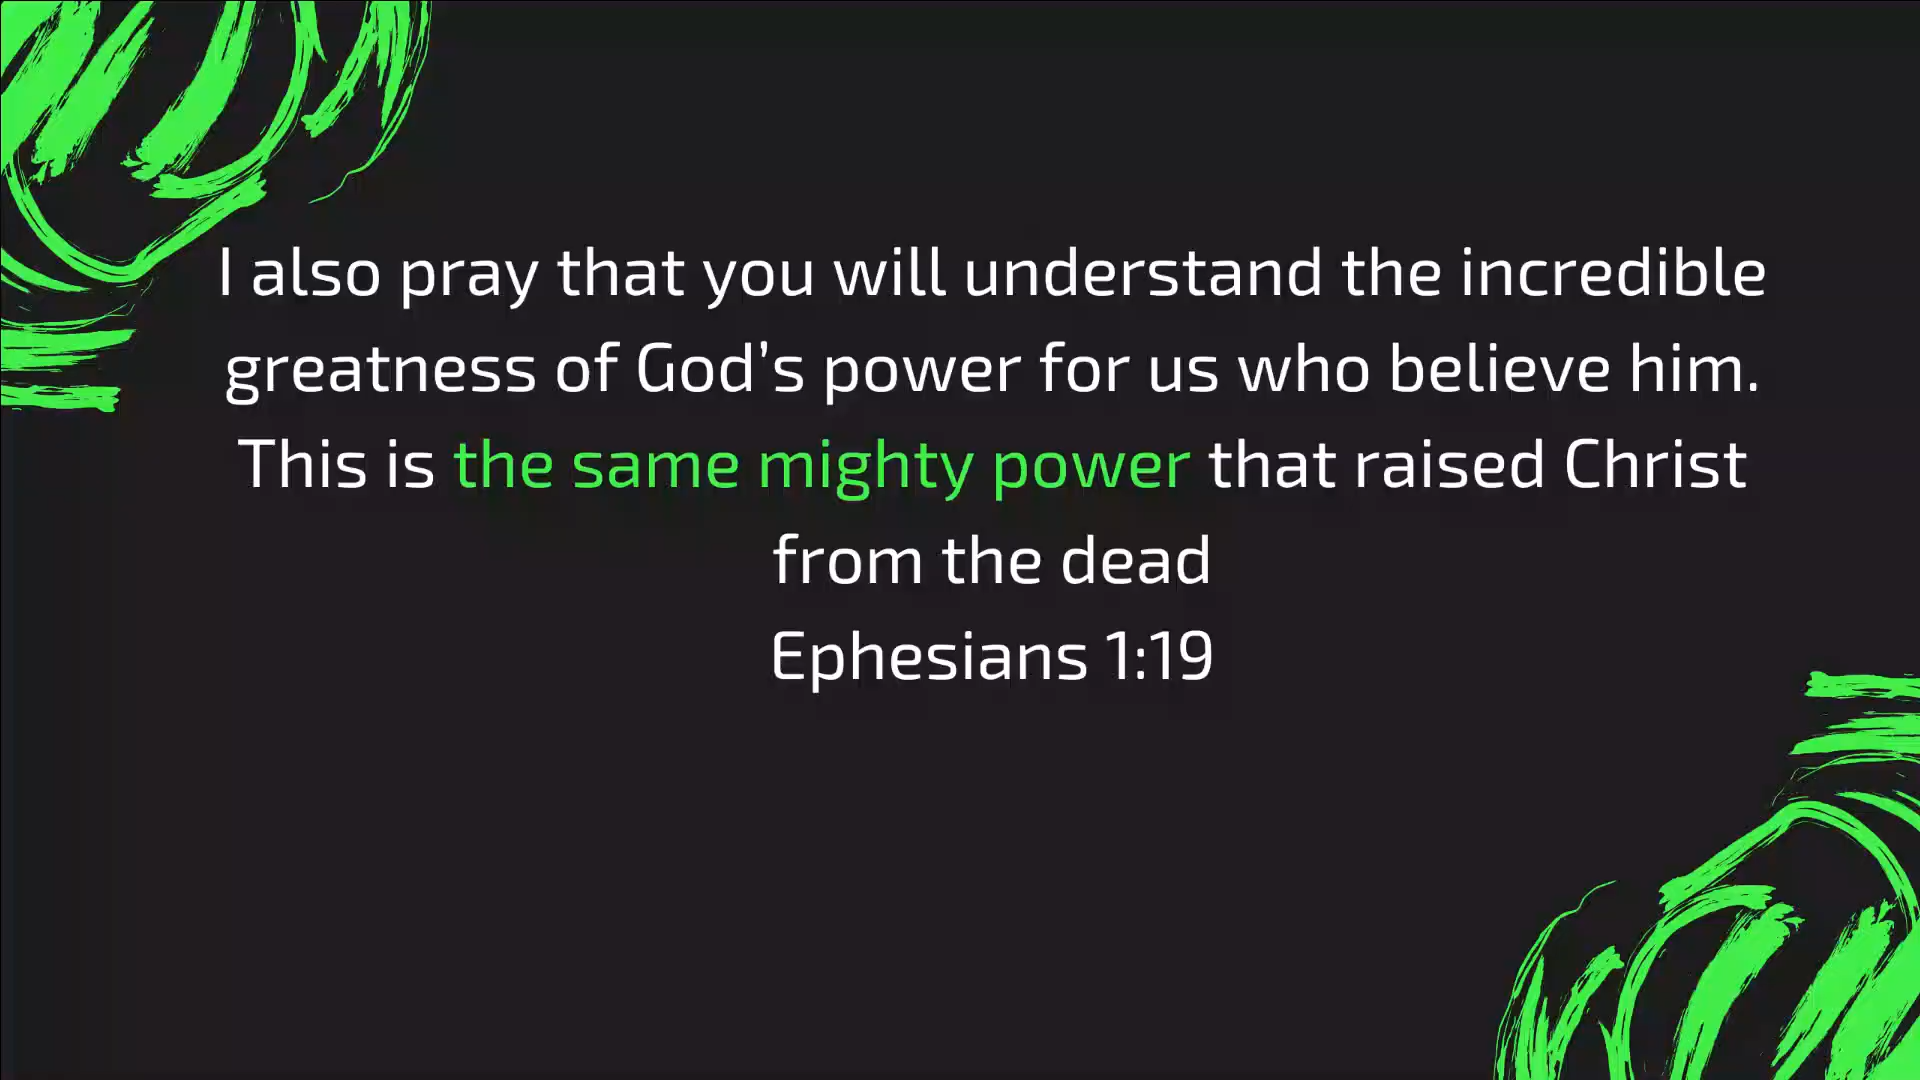 I also pray that you will understand the incredible
greatness of God’s power for us who believe him.
This is the same mighty power that raised Christ
from the dead
Ephesians 1:19